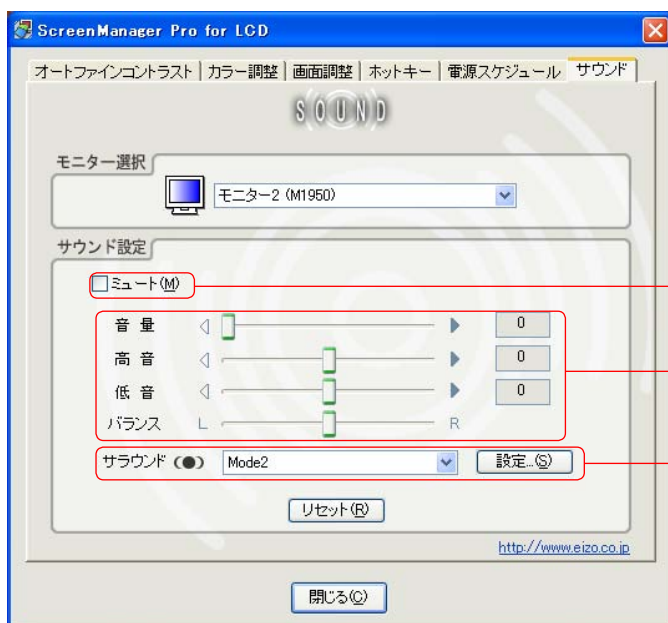 ScreenManager Pro for LCD
オートファインコントラスト カラー調整 画面調整 ホットキー 電源スケジュール サウンド
SOUND
モニター選択
モニター2 (M1950)
サウンド設定
ミュート(M)
音 量 0
高 音 0
低 音 0
バランス L R
サラウンド Mode2 設定...(S)
リセット(R)
http://www.eizo.co.jp
閉じる(C)